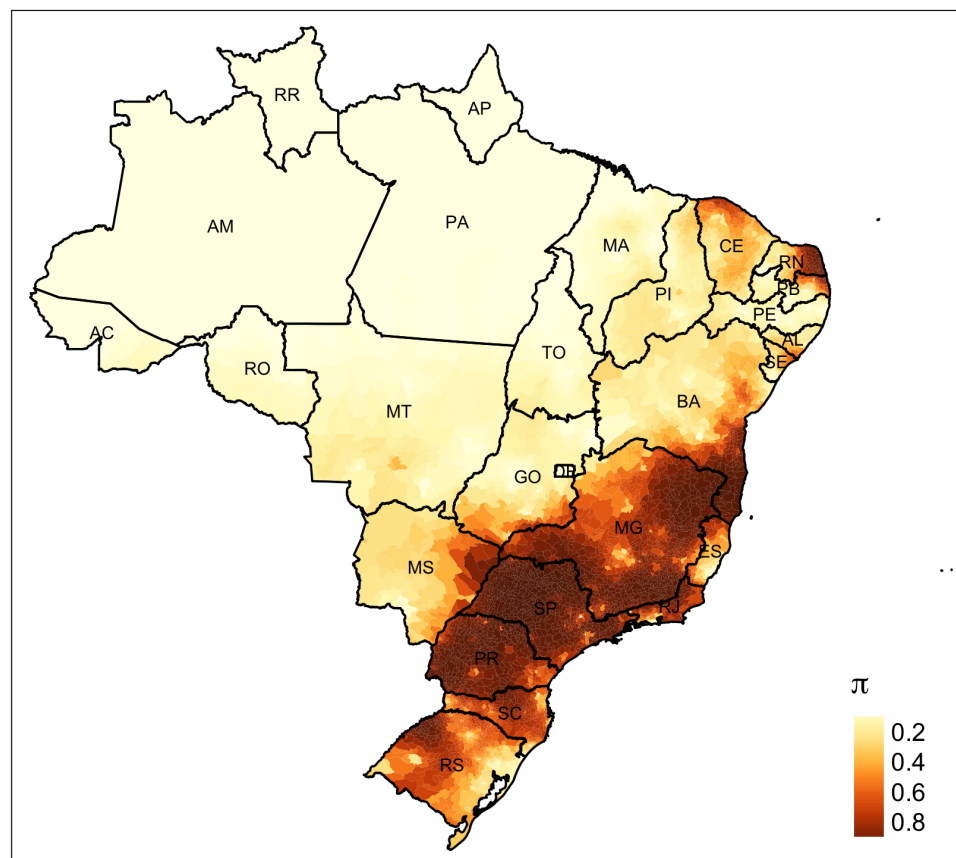 RR
AP
AM
PA
MA
CE
RN
PB
PI
PE
AC
AL
TO
SE
RO
BA
MT
GO
DF
MG
ES
MS
SP
RJ
PR
SC
RS
π
0.2
0.4
0.6
0.8